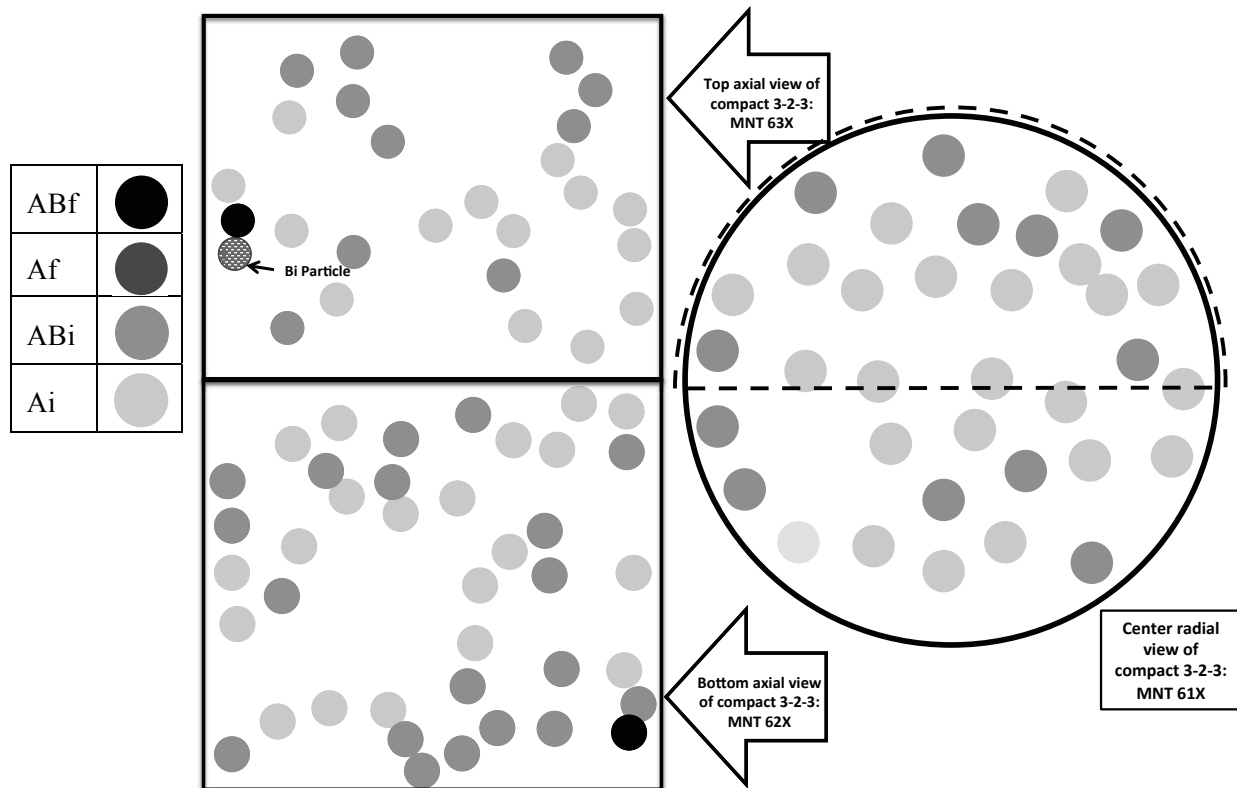 ABf
Af
ABi
Ai
Bi Particle
Top axial view of
compact 3-2-3:
MNT 63X
Bottom axial view
of compact 3-2-3:
MNT 62X
Center radial
view of
compact 3-2-3:
MNT 61X